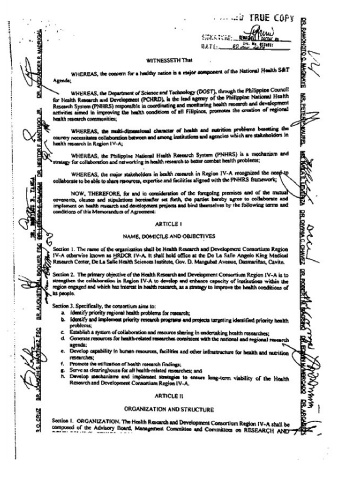 TRUE COPY
WITNESSETH That
WHEREAS, the concern for a healthy nation is a major component of the National Health S&T
Agenda;
WHEREAS, the Department of Science and Technology (DOST), through the Philippine Council
for Health Research and Development (PCHRD), is the lead agency of the Philippine National Health
Research System (PNHRS) responsible in coordinating and monitoring health research and development
activities aimed in improving the health conditions of all Filipinos, promotes the creation of regional
health research communities;
WHEREAS, the multi-dimensional character of health and nutrition problems besetting the
country necessitates collaboration between and among institutions and agencies which are stakeholders in
health research in Region IV-A;
WHEREAS, the Philippine National Health Research System (PNHRS) is a mechanism and
strategy for collaboration and networking in health research to better combat health problems;
WHEREAS, the major stakeholders in health research in Region IV-A recognized the need to
collaborate to be able to share resources, expertise and facilities aligned with the PNHRS framework;
NOW, THEREFORE, for and in consideration of the foregoing premises and of the mutual
covenants, clauses and stipulations hereinafter set forth, the parties hereby agree to collaborate and
implement on health research and development projects and bind themselves by the following terms and
conditions of this Memorandum of Agreement:
ARTICLE I
NAME, DOMICILE AND OBJECTIVES
Section 1. The name of the organization shall be Health Research and Development Consortium Region
IV-A otherwise known as HRDCR IV-A. It shall hold office at the De La Salle Angelo King Medical
Research Center, De La Salle Health Sciences Institute, Gov. D. Mangubat Avenue, Dasmariñas, Cavite.
Section 2. The primary objective of the Health Research and Development Consortium Region IV-A is to
strengthen the collaboration in Region IV-A to develop and enhance capacity of institutions within the
region engaged and which has interest in health research, as a strategy to improve the health conditions of
its people.
Section 3. Specifically, the consortium aims to:
a. Identify priority regional health problems for research;
b. Identify and implement priority research programs and projects targeting identified priority health
problems;
c. Establish a system of collaboration and resource sharing in undertaking health researches;
d. Generate resources for health-related researches consistent with the national and regional research
agenda;
e. Develop capability in human resources, facilities and other infrastructure for health and nutrition
researches;
f. Promote the utilization of health research findings;
g. Serve as clearinghouse for all health-related researches; and
h. Develop mechanisms and implement strategies to ensure long-term viability of the Health
Research and Development Consortium Region IV-A.
ARTICLE II
ORGANIZATION AND STRUCTURE
Section 1. ORGANIZATION. The Health Research and Development Consortium Region IV-A shall be
composed of the Advisory Board, Management Committee and Committees on RESEARCH AND